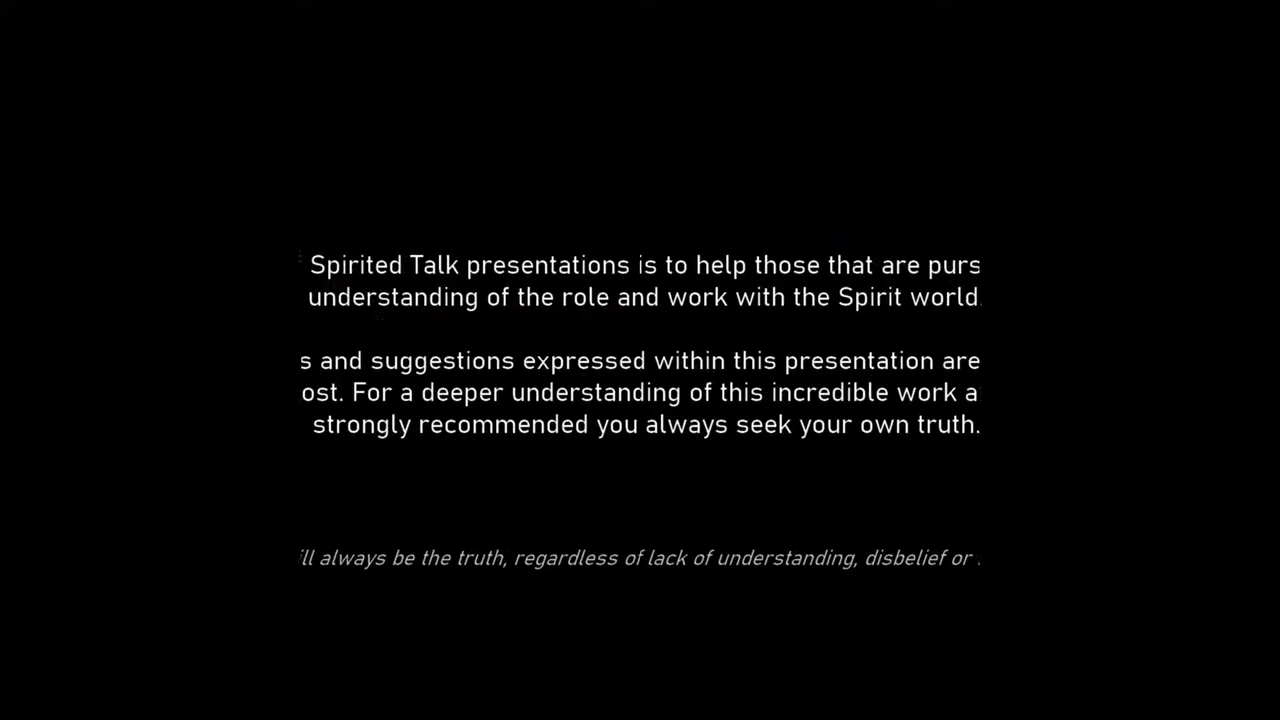 Spirited Talk presentations is to help those that are purs
understanding of the role and work with the Spirit world.
s and suggestions expressed within this presentation are
ost. For a deeper understanding of this incredible work a
strongly recommended you always seek your own truth.
ll always be the truth, regardless of lack of understanding, disbelief or